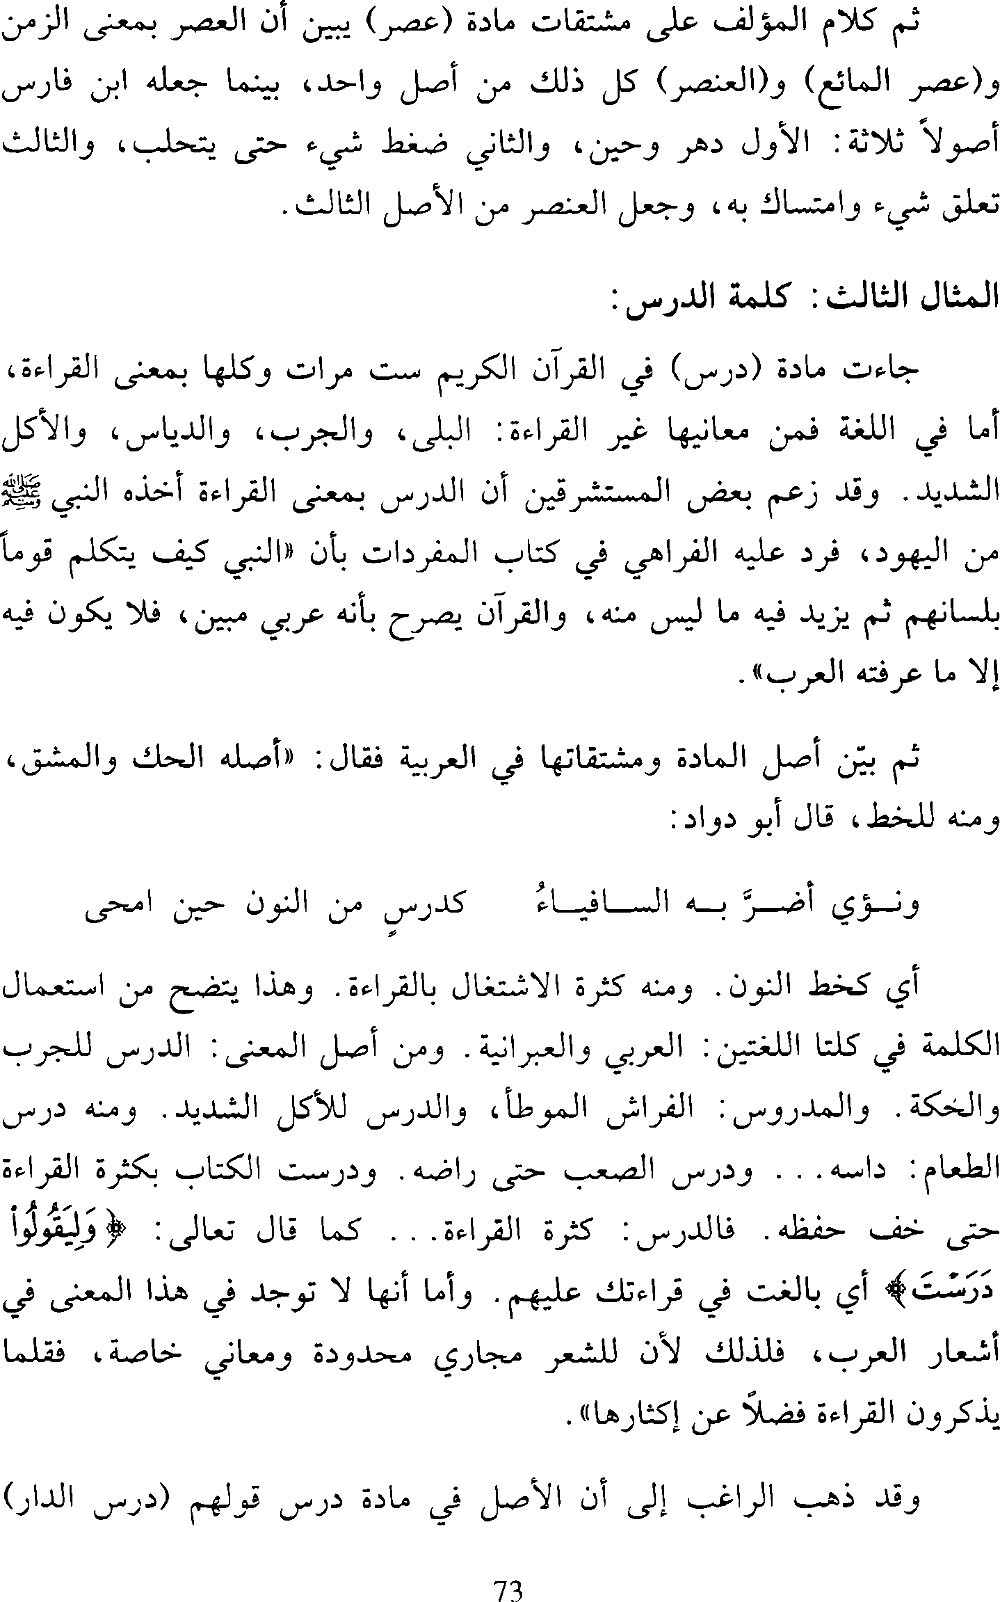 ثم كلام المؤلف على مشتقات مادة (عصر) يبين أن العصر بمعنى الزمن
و(عصر المائع) و(العنصر) كل ذلك من أصل واحد، بينما جعله ابن فارس
أصولاً ثلاثة: الأول دهر وحين، والثاني ضغط شيء حتى يتحلب، والثالث
تعلق شيء وامتساك به، وجعل العنصر من الأصل الثالث.
المثال الثالث: كلمة الدرس:
جاءت مادة (درس) في القرآن الكريم ست مرات وكلها بمعنى القراءة،
أما في اللغة فمن معانيها غير القراءة: البلى، والجرب، والدياس، والأكل
الشديد. وقد زعم بعض المستشرقين أن الدرس بمعنى القراءة أخذه النبي ﷺ
من اليهود، فرد عليه الفراهي في كتاب المفردات بأن «النبي كيف يتكلم قوماً
بلسانهم ثم يزيد فيه ما ليس منه، والقرآن يصرح بأنه عربي مبين، فلا يكون فيه
إلا ما عرفته العرب».
ثم بيّن أصل المادة ومشتقاتها في العربية فقال: «أصله الحك والمشق،
ومنه للخط، قال أبو دواد:
ونـؤي أضـرَّ بـه السـافيـاءُ كدرسٍ من النون حين امحى
أي كخط النون. ومنه كثرة الاشتغال بالقراءة. وهذا يتضح من استعمال
الكلمة في كلتا اللغتين: العربي والعبرانية. ومن أصل المعنى: الدرس للجرب
والحكة. والمدروس: الفراش الموطأ، والدرس للأكل الشديد. ومنه درس
الطعام: داسه... ودرس الصعب حتى راضه. ودرست الكتاب بكثرة القراءة
حتى خف حفظه. فالدرس: كثرة القراءة... كما قال تعالى: ﴿وَلِيَقُولُواْ
دَرَسْتَ﴾ أي بالغت في قراءتك عليهم. وأما أنها لا توجد في هذا المعنى في
أشعار العرب، فلذلك لأن للشعر مجاري محدودة ومعاني خاصة، فقلما
يذكرون القراءة فضلاً عن إكثارها».
وقد ذهب الراغب إلى أن الأصل في مادة درس قولهم (درس الدار)
73